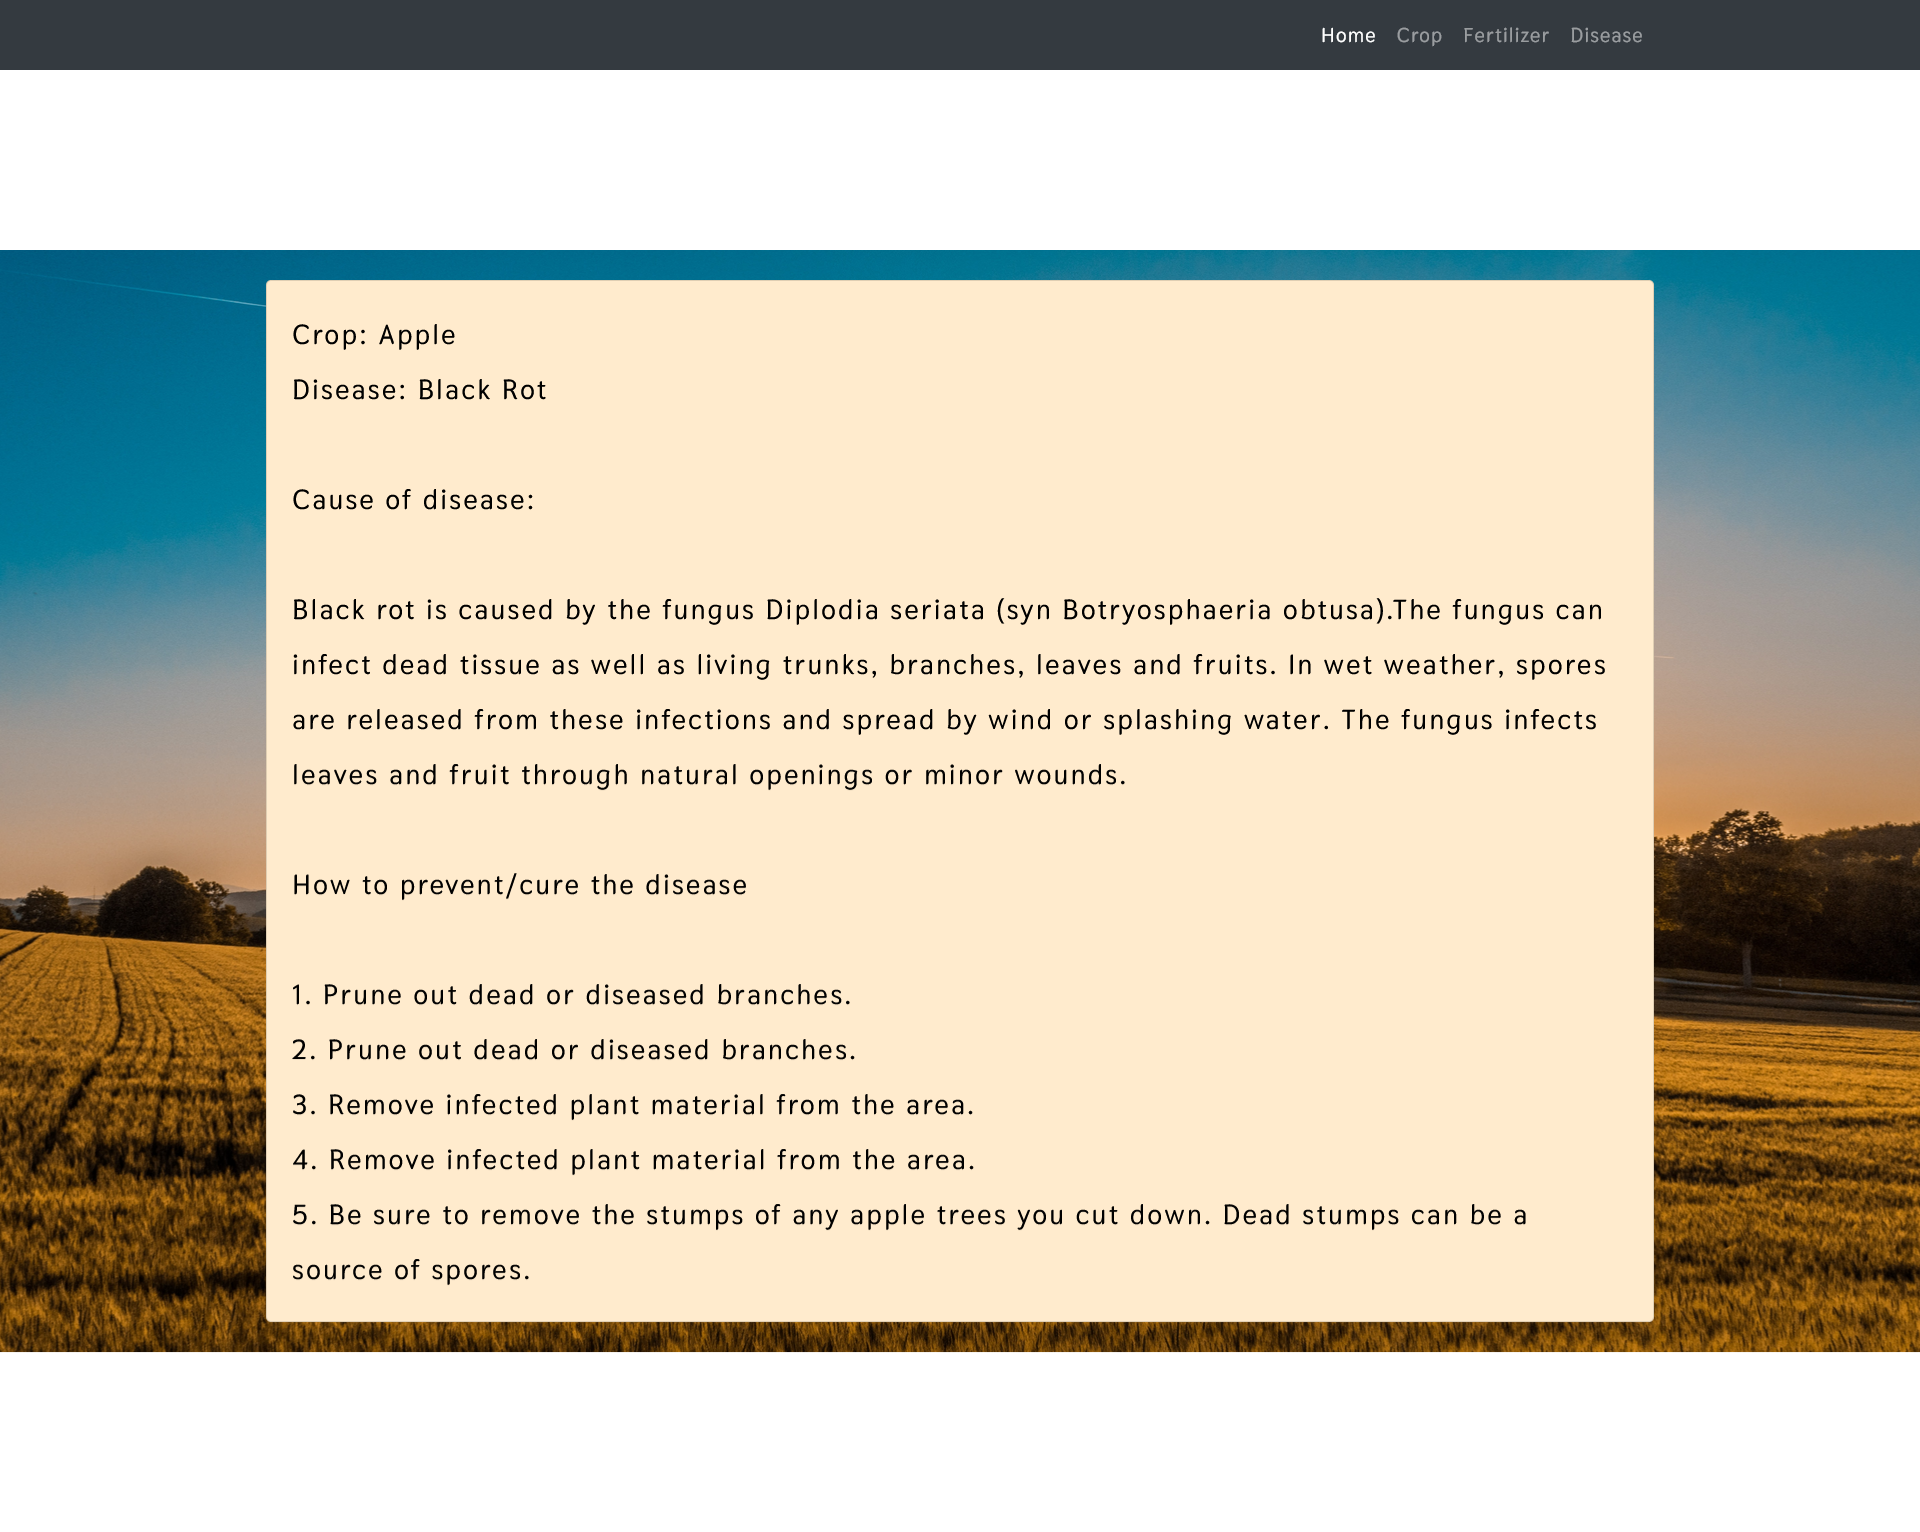 Home Crop Fertilizer Disease
Crop: Apple
Disease: Black Rot
Cause of disease:
Black rot is caused by the fungus Diplodia seriata (syn Botryosphaeria obtusa).The fungus can
infect dead tissue as well as living trunks, branches, leaves and fruits. In wet weather, spores
are released from these infections and spread by wind or splashing water. The fungus infects
leaves and fruit through natural openings or minor wounds.
How to prevent/cure the disease
1. Prune out dead or diseased branches.
2. Prune out dead or diseased branches.
3. Remove infected plant material from the area.
4. Remove infected plant material from the area.
5. Be sure to remove the stumps of any apple trees you cut down. Dead stumps can be a
source of spores.